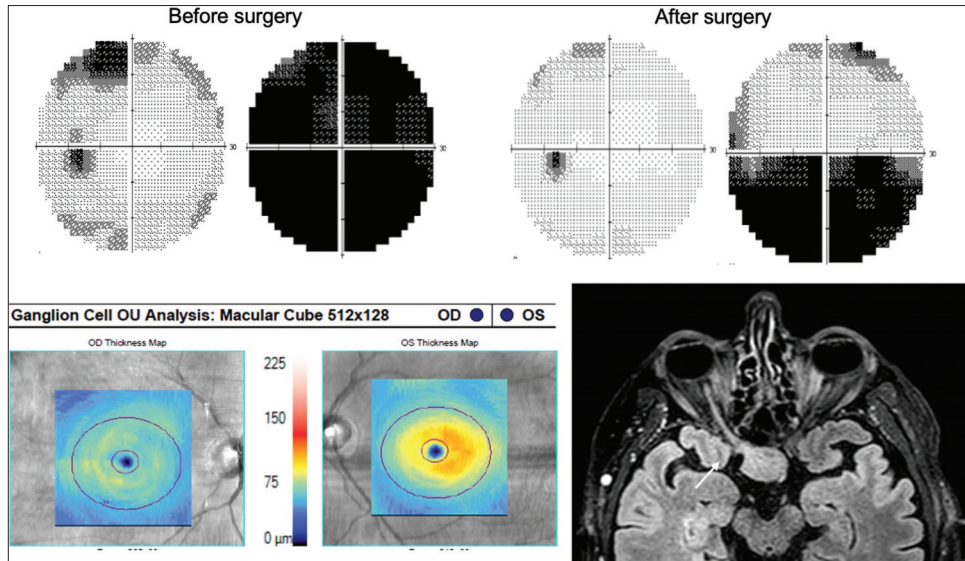 Before surgery
After surgery
30
30
30
30
Ganglion Cell OU Analysis: Macular Cube 512x128
OD
OS
OD Thickness Map
OS Thickness Map
225
150
75
0 µm